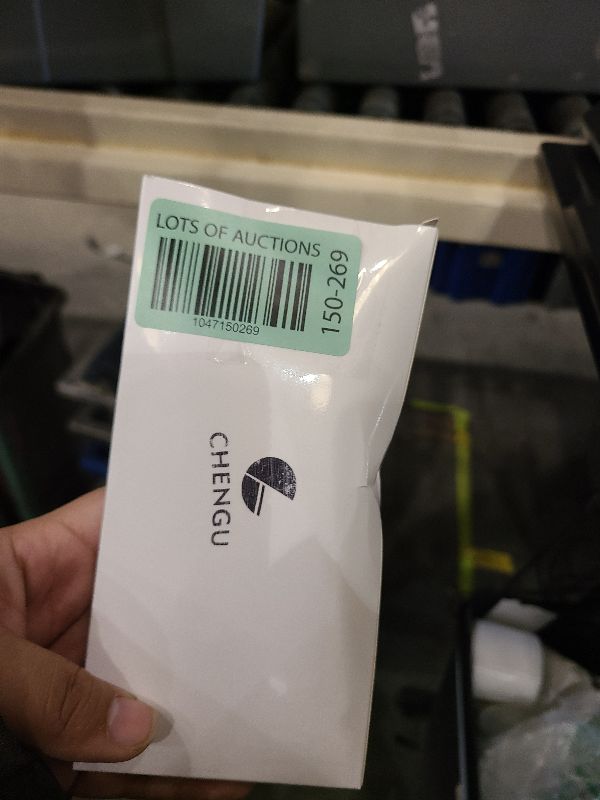 LOTS OF AUCTIONS
1047150269
150-269
CHENGU